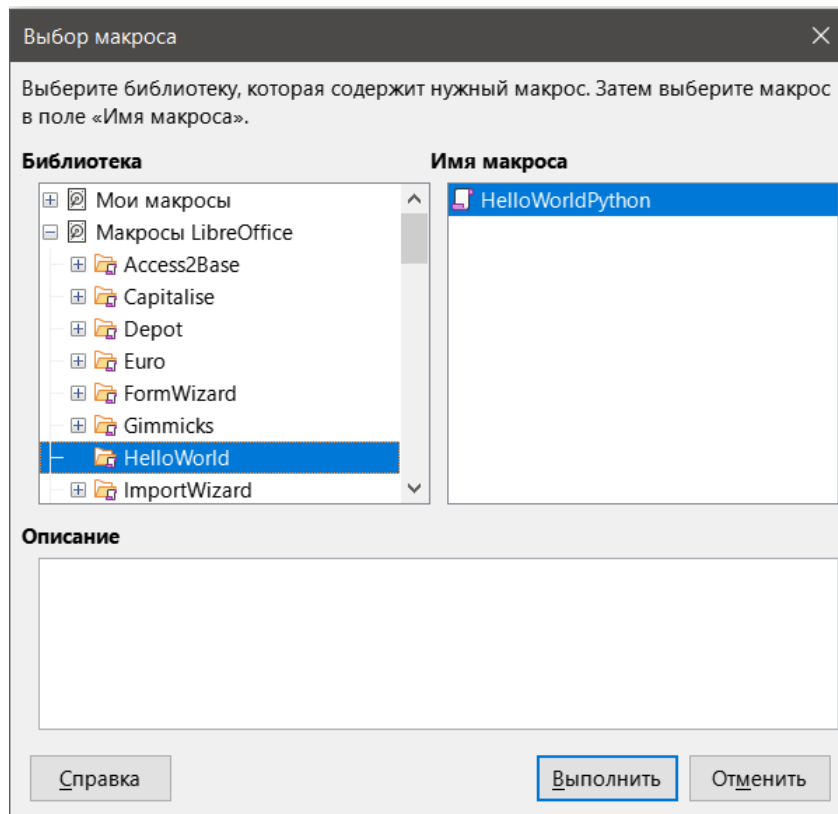 Выбор макроса
Выберите библиотеку, которая содержит нужный макрос. Затем выберите макрос
в поле «Имя макроса».
Библиотека
Имя макроса
Мои макросы
HelloWorldPython
Макросы LibreOffice
Access2Base
Capitalise
Depot
Euro
FormWizard
Gimmicks
HelloWorld
ImportWizard
Описание
Справка
Выполнить
Отменить